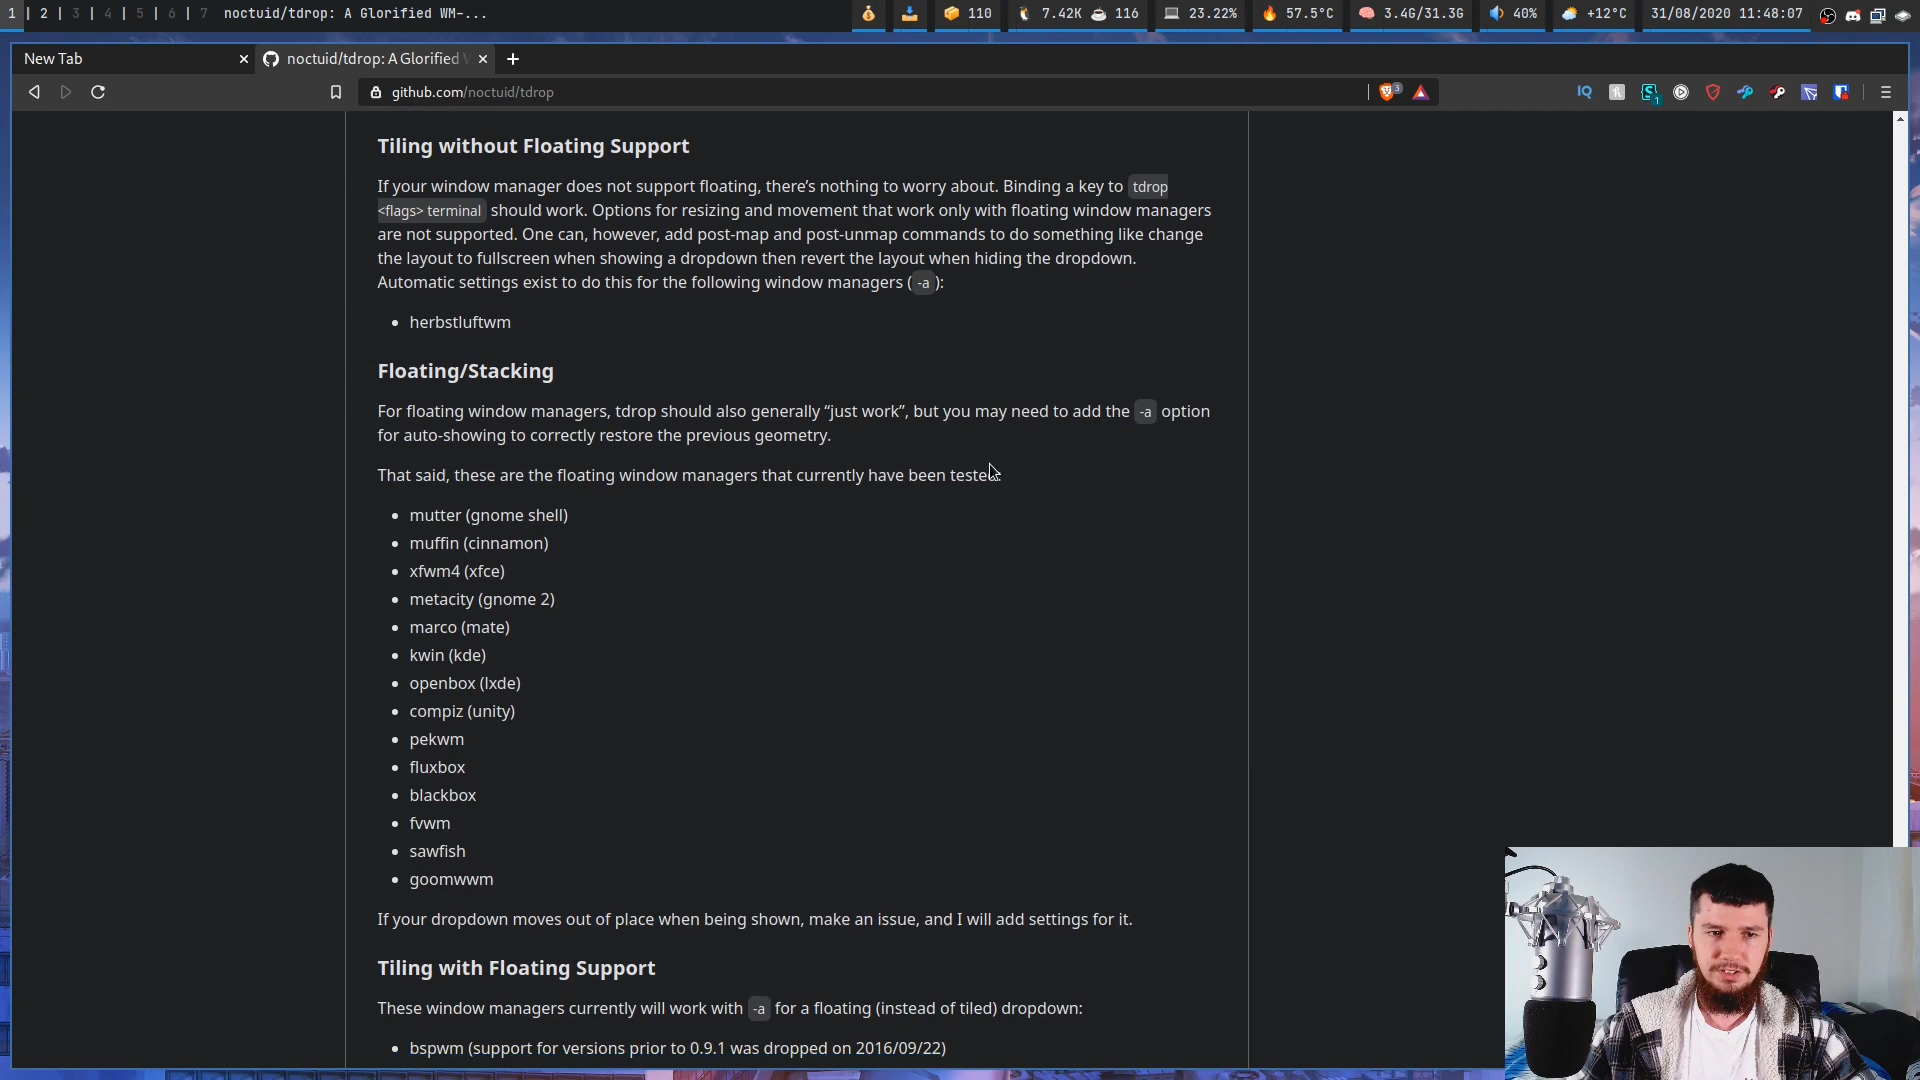 1 | 2 | 3 | 4 | 5 | 6 | 7 noctuid/tdrop: A Glorified WM-... 110 7.42K 116 23.22% 57.5°C 3.4G/31.3G 40% +12°C 31/08/2020 11:48:07
New Tab noctuid/tdrop: A Glorified
github.com/noctuid/tdrop 3 IQ 1
Tiling without Floating Support
If your window manager does not support floating, there's nothing to worry about. Binding a key to tdrop
<flags> terminal should work. Options for resizing and movement that work only with floating window managers
are not supported. One can, however, add post-map and post-unmap commands to do something like change
the layout to fullscreen when showing a dropdown then revert the layout when hiding the dropdown.
Automatic settings exist to do this for the following window managers ( -a ):
• herbstluftwm
Floating/Stacking
For floating window managers, tdrop should also generally “just work”, but you may need to add the -a option
for auto-showing to correctly restore the previous geometry.
That said, these are the floating window managers that currently have been tested:
• mutter (gnome shell)
• muffin (cinnamon)
• xfwm4 (xfce)
• metacity (gnome 2)
• marco (mate)
• kwin (kde)
• openbox (lxde)
• compiz (unity)
• pekwm
• fluxbox
• blackbox
• fvwm
• sawfish
• goomwwm
If your dropdown moves out of place when being shown, make an issue, and I will add settings for it.
Tiling with Floating Support
These window managers currently will work with -a for a floating (instead of tiled) dropdown:
• bspwm (support for versions prior to 0.9.1 was dropped on 2016/09/22)